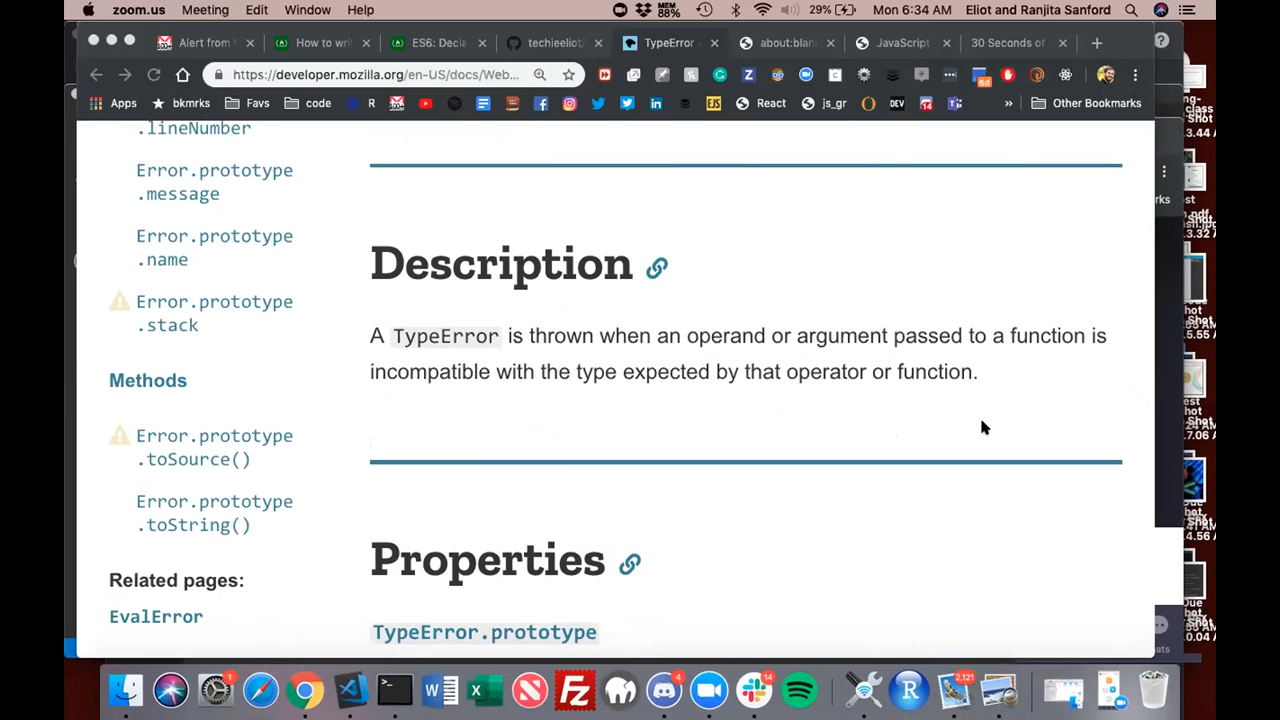 zoom.us Meeting Edit Window Help MEM 88% 29% Mon 6:34 AM Eliot and Ranjita Sanford
Alert from How to wri ES6: Decla techieeliot/ TypeError about:blan JavaScript 30 Seconds of
https://developer.mozilla.org/en-US/docs/Web...
Apps bkmrks Favs code R React js_gr DEV » Other Bookmarks
.lineNumber
Error.prototype
.message
Error.prototype
.name
Error.prototype
.stack
Methods
Error.prototype
.toSource()
Error.prototype
.toString()
Related pages:
EvalError
Description
A TypeError is thrown when an operand or argument passed to a function is
incompatible with the type expected by that operator or function.
Properties
TypeError.prototype